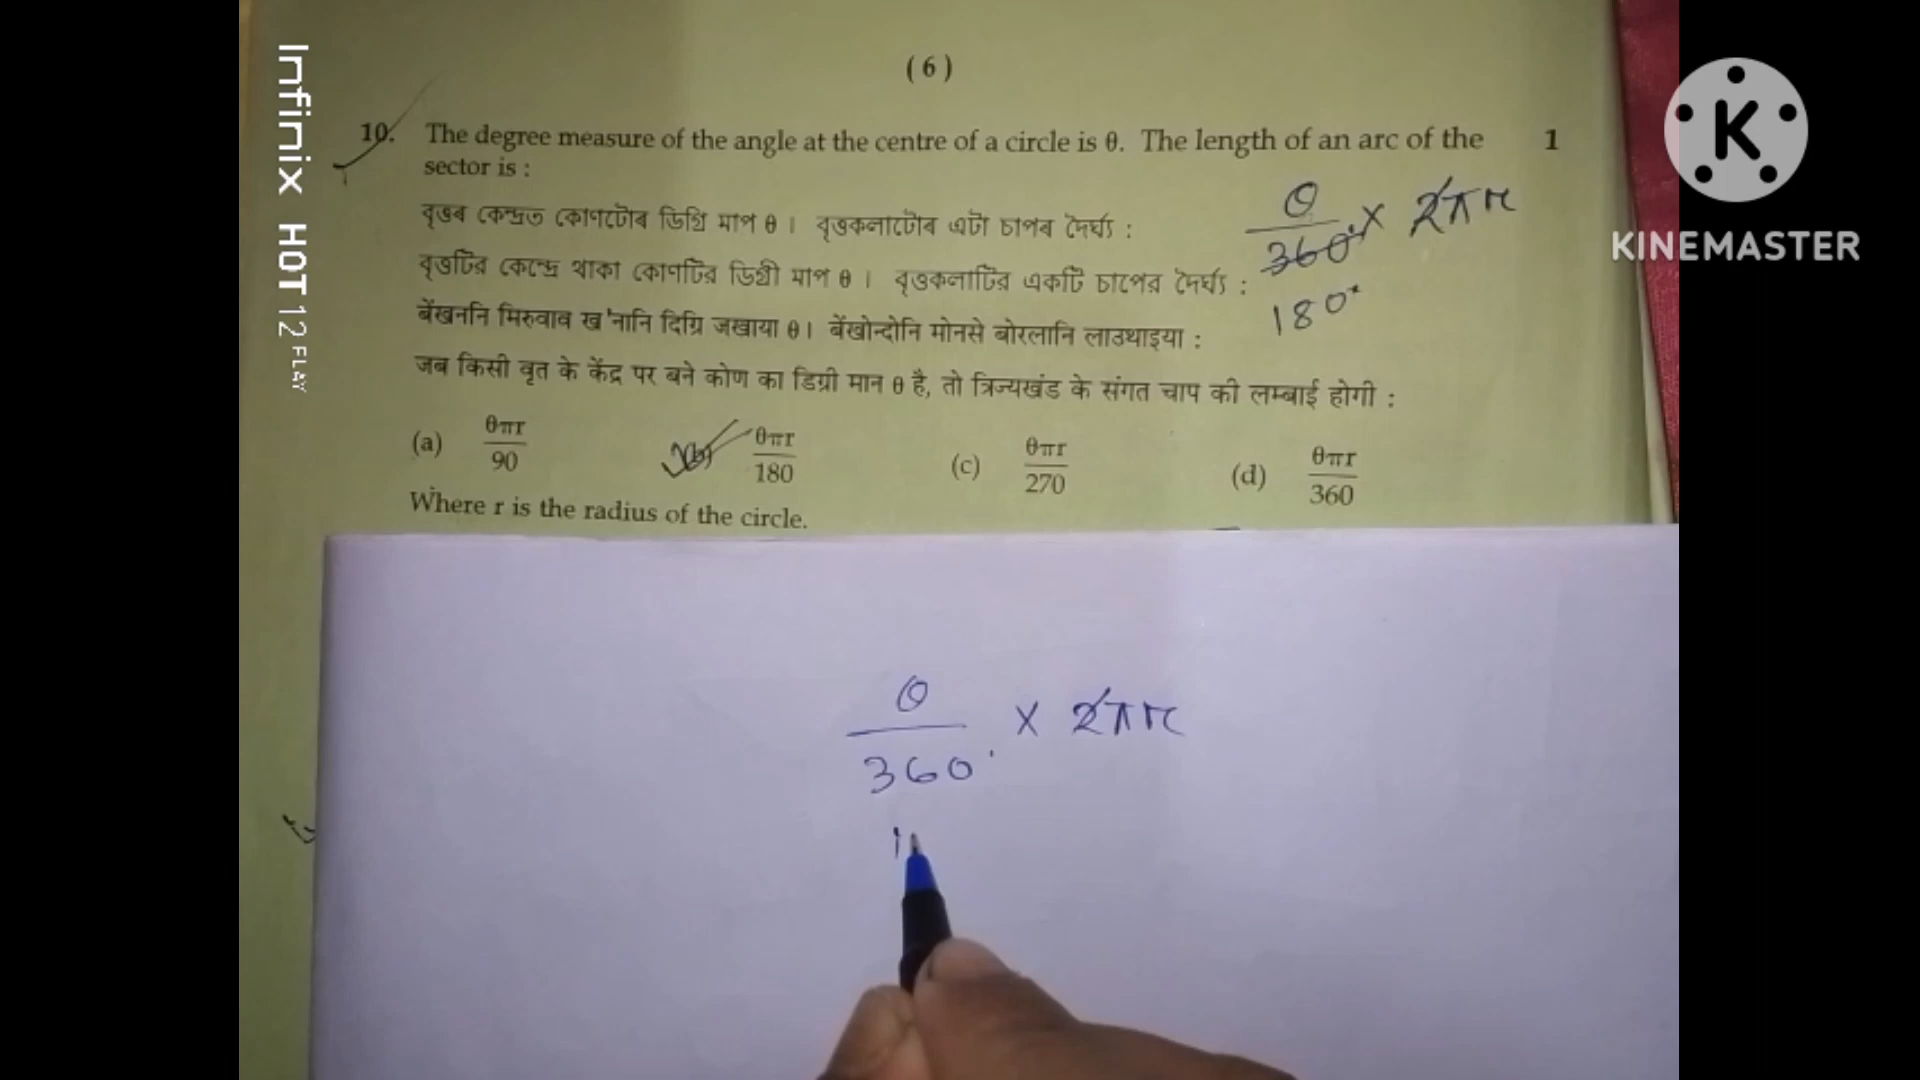 (6)
10. The degree measure of the angle at the centre of a circle is θ. The length of an arc of the 1
sector is :
বৃত্তৰ কেন্দ্ৰত কোণটোৰ ডিগ্ৰি মাপ θ । বৃত্তকলাটোৰ এটা চাপৰ দৈৰ্ঘ্য :
বৃত্তটির কেন্দ্রে থাকা কোণটির ডিগ্রী মাপ θ । বৃত্তকলাটির একটি চাপের দৈর্ঘ্য :
बेंखननि मिरुवाव खʼनानि दिग्रि जखाया θ। बेंखोन्दोनि मोनसे बोरलानि लाउथाइया :
जब किसी वृत के केंद्र पर बने कोण का डिग्री मान θ है, तो त्रिज्यखंड के संगत चाप की लम्बाई होगी :
θ/360° × 2πr
180°
(a) θπr/90 (b) θπr/180 (c) θπr/270 (d) θπr/360
Where r is the radius of the circle.
θ/360° × 2πr
1
Infinix HOT 12 PLAY
K
KINEMASTER